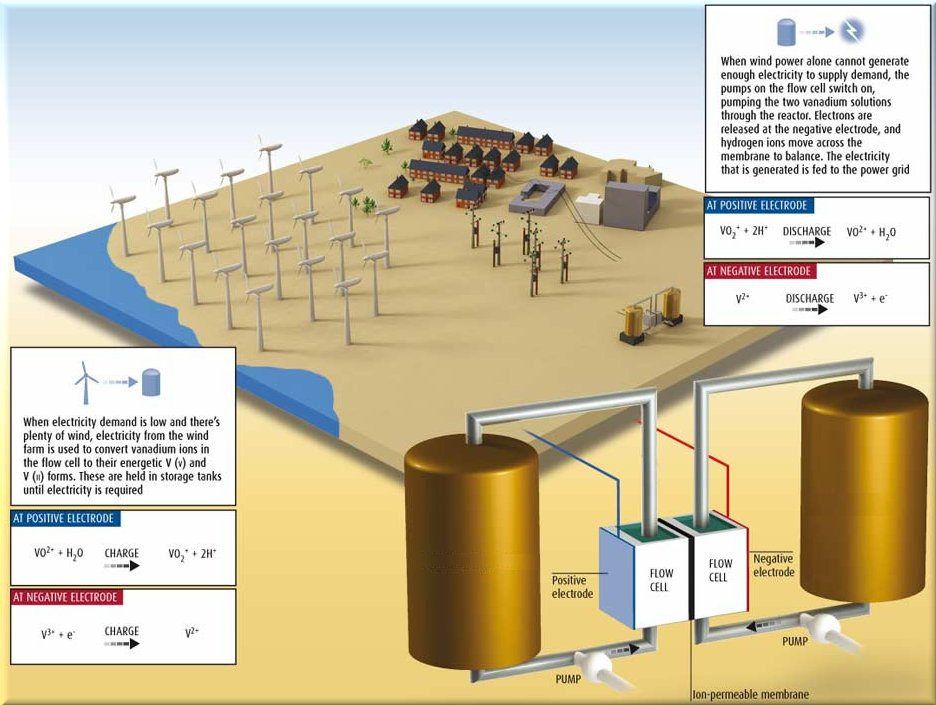 When wind power alone cannot generate
enough electricity to supply demand, the
pumps on the flow cell switch on,
pumping the two vanadium solutions
through the reactor. Electrons are
released at the negative electrode, and
hydrogen ions move across the
membrane to balance. The electricity
that is generated is fed to the power grid
AT POSITIVE ELECTRODE
VO₂⁺ + 2H⁺ DISCHARGE VO²⁺ + H₂O
AT NEGATIVE ELECTRODE
V²⁺ DISCHARGE V³⁺ + e⁻
When electricity demand is low and there's
plenty of wind, electricity from the wind
farm is used to convert vanadium ions in
the flow cell to their energetic V (v) and
V (II) forms. These are held in storage tanks
until electricity is required
AT POSITIVE ELECTRODE
VO²⁺ + H₂O CHARGE VO₂⁺ + 2H⁺
AT NEGATIVE ELECTRODE
V³⁺ + e⁻ CHARGE V²⁺
Positive
electrode
FLOW
CELL
FLOW
CELL
Negative
electrode
PUMP
PUMP
Ion-permeable membrane